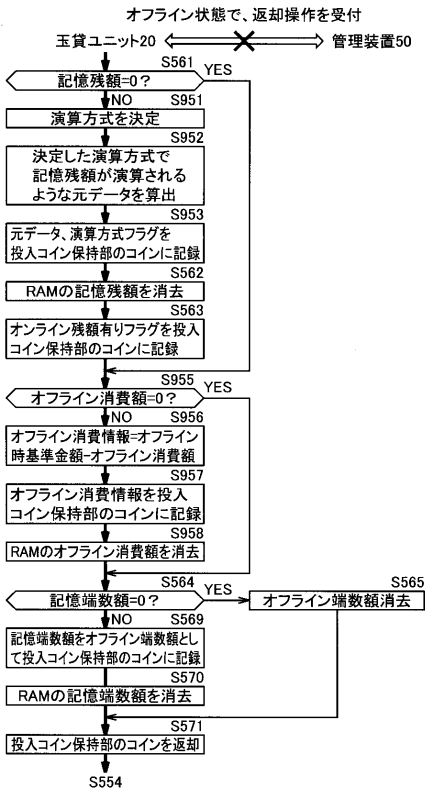 オフライン状態で、返却操作を受付
玉貸ユニット20
管理装置50
S561
記憶残額=0？
YES
NO
S951
演算方式を決定
S952
決定した演算方式で
記憶残額が演算される
ような元データを算出
S953
元データ、演算方式フラグを
投入コイン保持部のコインに記録
S562
RAMの記憶残額を消去
S563
オンライン残額有りフラグを投入
コイン保持部のコインに記録
S955
オフライン消費額=0？
YES
NO
S956
オフライン消費情報=オフライン
時基準金額-オフライン消費額
S957
オフライン消費情報を投入
コイン保持部のコインに記録
S958
RAMのオフライン消費額を消去
S564
記憶端数額=0？
YES
S565
オフライン端数額消去
NO
S569
記憶端数額をオフライン端数額とし
て投入コイン保持部のコインに記録
S570
RAMの記憶端数額を消去
S571
投入コイン保持部のコインを返却
S554